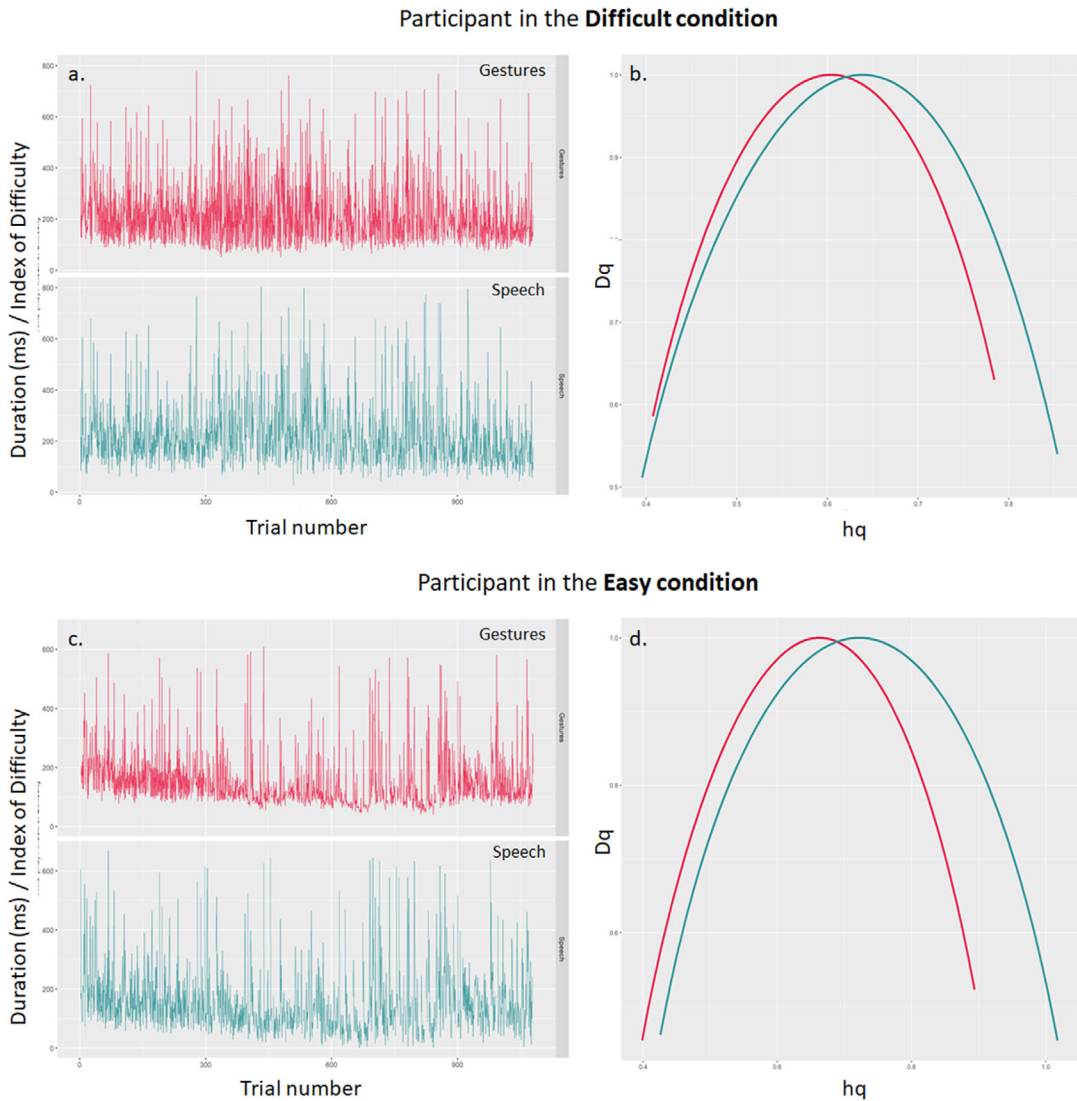 Participant in the Difficult condition
a.
Gestures
800
600
400
200
0
Gestures
Speech
800
600
400
200
0
Speech
0
300
600
900
Trial number
Duration (ms) / Index of Difficulty
b.
1.0
0.9
0.7
0.6
0.5
Dq
0.4
0.5
0.6
0.7
0.8
hq
Participant in the Easy condition
c.
Gestures
600
400
200
0
Gestures
Speech
600
400
200
0
Speech
0
300
600
900
Trial number
Duration (ms) / Index of Difficulty
d.
1.0
0.8
0.6
Dq
0.4
0.6
0.8
1.0
hq